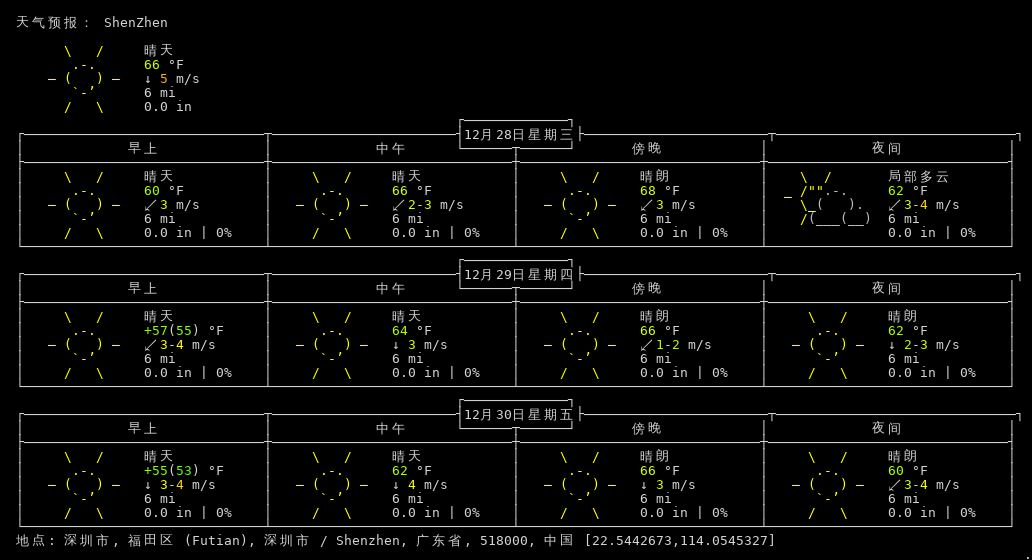 天气预报： ShenZhen
晴天
66 °F
↓ 5 m/s
6 mi
0.0 in
12月28日星期三
早上 中午 傍晚 夜间
晴天 晴天 晴朗 局部多云
60 °F 66 °F 68 °F 62 °F
↙3 m/s ↙2-3 m/s ↙3 m/s ↙3-4 m/s
6 mi 6 mi 6 mi 6 mi
0.0 in | 0% 0.0 in | 0% 0.0 in | 0% 0.0 in | 0%
12月29日星期四
早上 中午 傍晚 夜间
晴天 晴天 晴朗 晴朗
+57(55) °F 64 °F 66 °F 62 °F
↙3-4 m/s ↓ 3 m/s ↙1-2 m/s ↓ 2-3 m/s
6 mi 6 mi 6 mi 6 mi
0.0 in | 0% 0.0 in | 0% 0.0 in | 0% 0.0 in | 0%
12月30日星期五
早上 中午 傍晚 夜间
晴天 晴天 晴朗 晴朗
+55(53) °F 62 °F 66 °F 60 °F
↓ 3-4 m/s ↓ 4 m/s ↓ 3 m/s ↙3-4 m/s
6 mi 6 mi 6 mi 6 mi
0.0 in | 0% 0.0 in | 0% 0.0 in | 0% 0.0 in | 0%
地点: 深圳市, 福田区 (Futian), 深圳市 / Shenzhen, 广东省, 518000, 中国 [22.5442673,114.0545327]